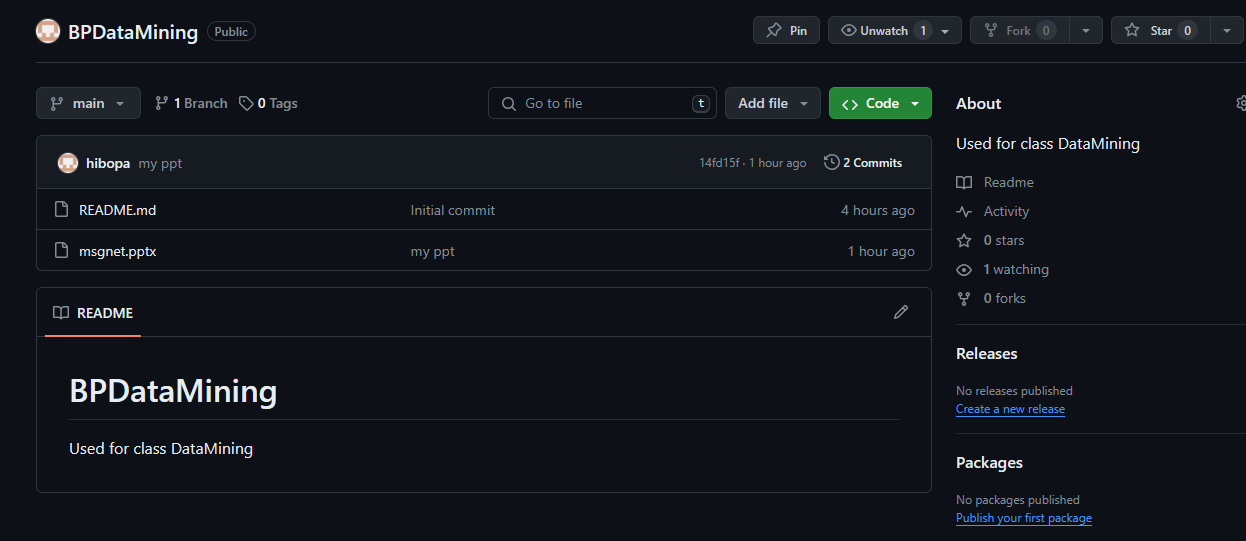 BPDataMining Public Pin Unwatch 1 Fork 0 Star 0
main 1 Branch 0 Tags Go to file t Add file <> Code
hibopa my ppt 14fd15f · 1 hour ago 2 Commits
README.md Initial commit 4 hours ago
msgnet.pptx my ppt 1 hour ago
README
BPDataMining
Used for class DataMining
About
Used for class DataMining
Readme
Activity
0 stars
1 watching
0 forks
Releases
No releases published
Create a new release
Packages
No packages published
Publish your first package